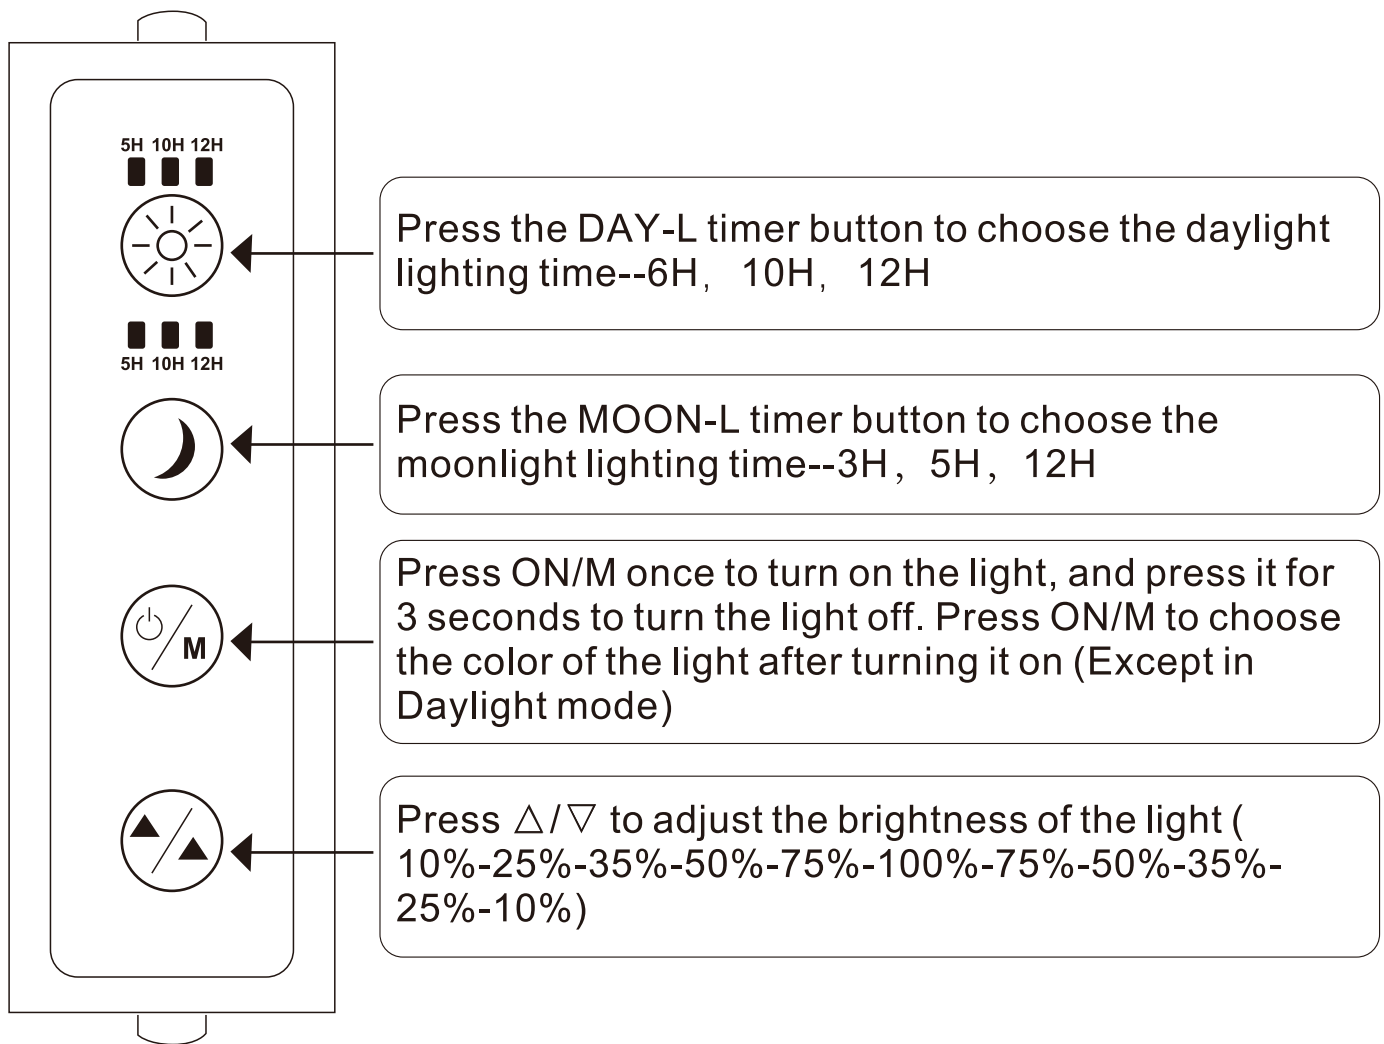 5H 10H 12H
Press the DAY-L timer button to choose the daylight
lighting time--6H, 10H, 12H
5H 10H 12H
Press the MOON-L timer button to choose the
moonlight lighting time--3H, 5H, 12H
Press ON/M once to turn on the light, and press it for
3 seconds to turn the light off. Press ON/M to choose
the color of the light after turning it on (Except in
Daylight mode)
M
Press △/▽ to adjust the brightness of the light (
10%-25%-35%-50%-75%-100%-75%-50%-35%-
25%-10%)